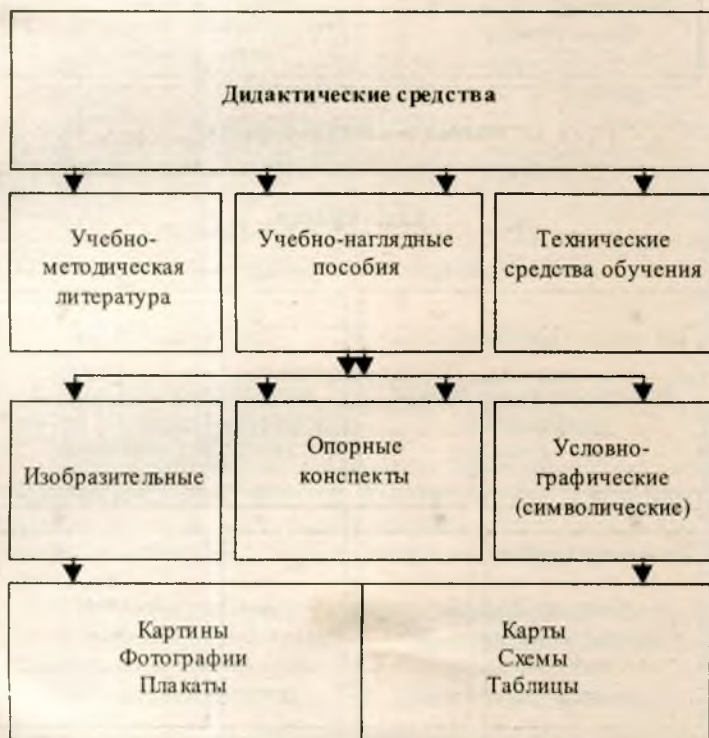 Дидактические средства
Учебно-
методическая
литература
Учебно-наглядные
пособия
Технические
средства обучения
Изобразительные
Опорные
конспекты
Условно-
графические
(символические)
Картины
Фотографии
Плакаты
Карты
Схемы
Таблицы